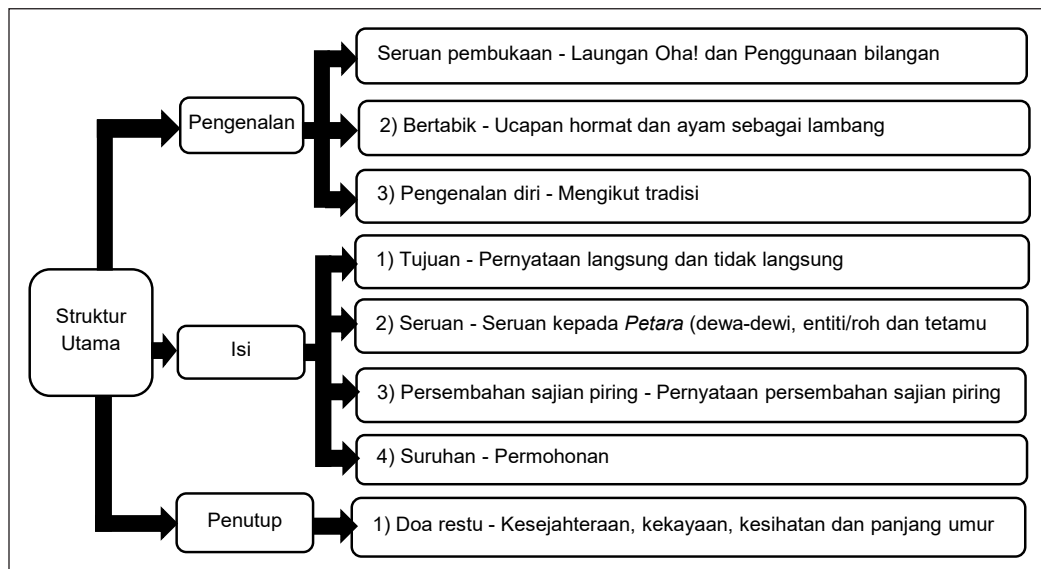 Struktur
Utama
Pengenalan
Seruan pembukaan - Laungan Oha! dan Penggunaan bilangan
2) Bertabik - Ucapan hormat dan ayam sebagai lambang
3) Pengenalan diri - Mengikut tradisi
Isi
1) Tujuan - Pernyataan langsung dan tidak langsung
2) Seruan - Seruan kepada Petara (dewa-dewi, entiti/roh dan tetamu
3) Persembahan sajian piring - Pernyataan persembahan sajian piring
4) Suruhan - Permohonan
Penutup
1) Doa restu - Kesejahteraan, kekayaan, kesihatan dan panjang umur